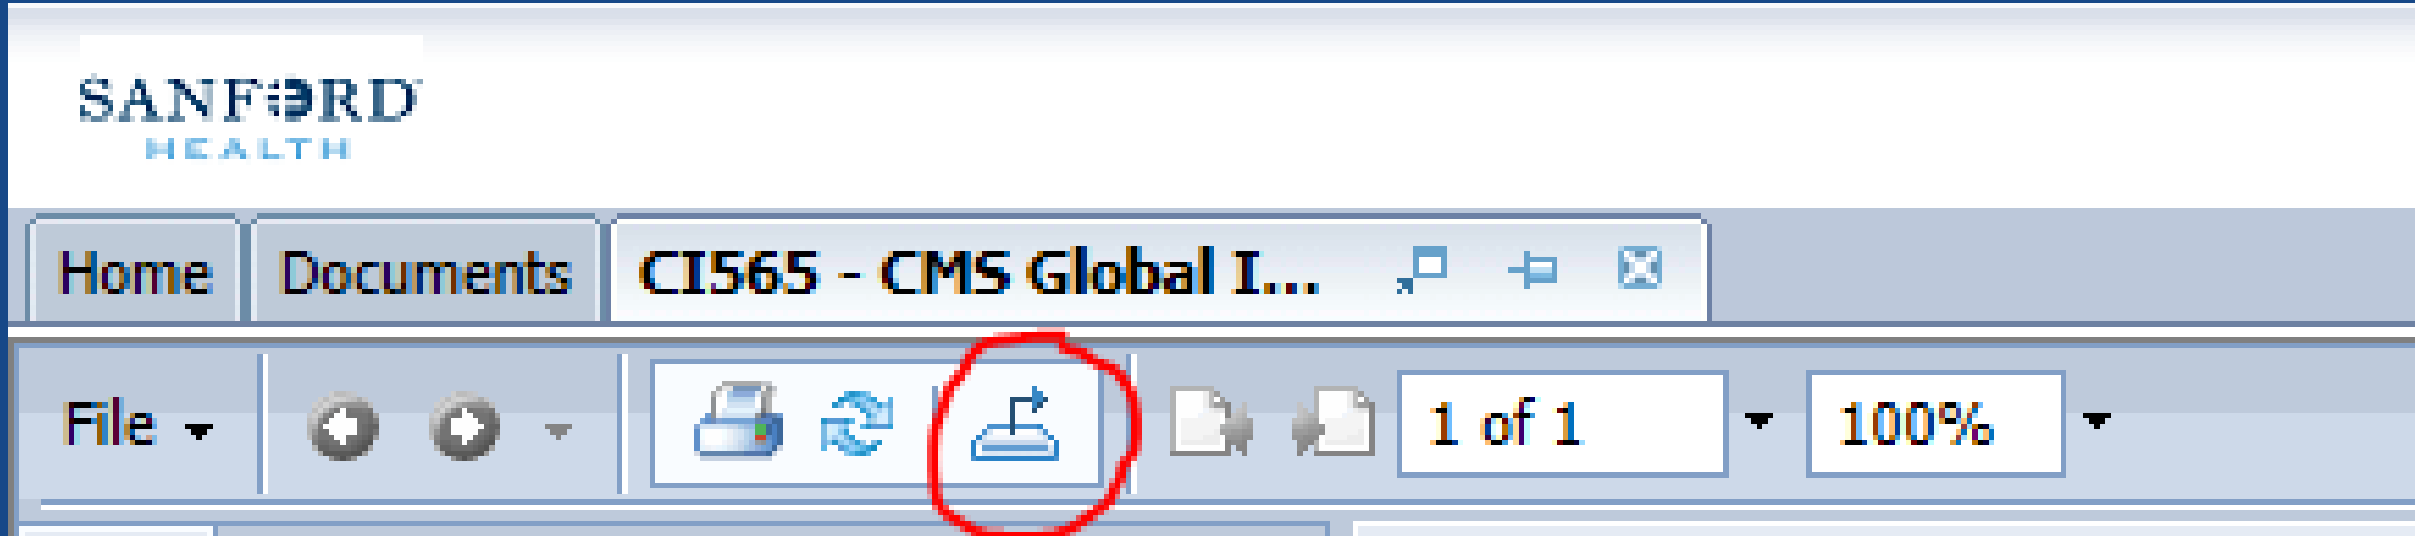 SANFORD
HEALTH
Home Documents CI565 - CMS Global I...
File 1 of 1 100%